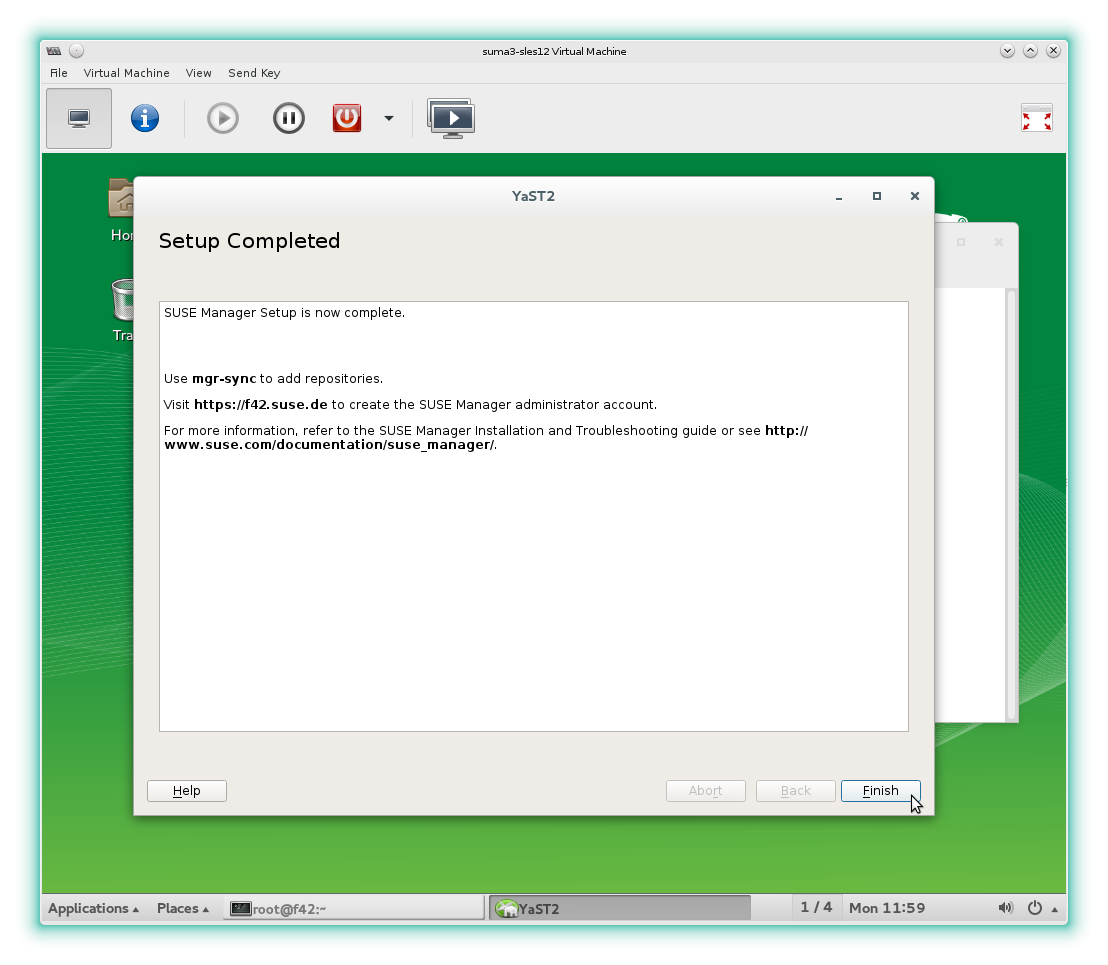 suma3-sles12 Virtual Machine
File Virtual Machine View Send Key
YaST2
Setup Completed
SUSE Manager Setup is now complete.
Use mgr-sync to add repositories.
Visit https://f42.suse.de to create the SUSE Manager administrator account.
For more information, refer to the SUSE Manager Installation and Troubleshooting guide or see http://
www.suse.com/documentation/suse_manager/.
Help Abort Back Finish
Applications Places root@f42:~ YaST2 1 / 4 Mon 11:59